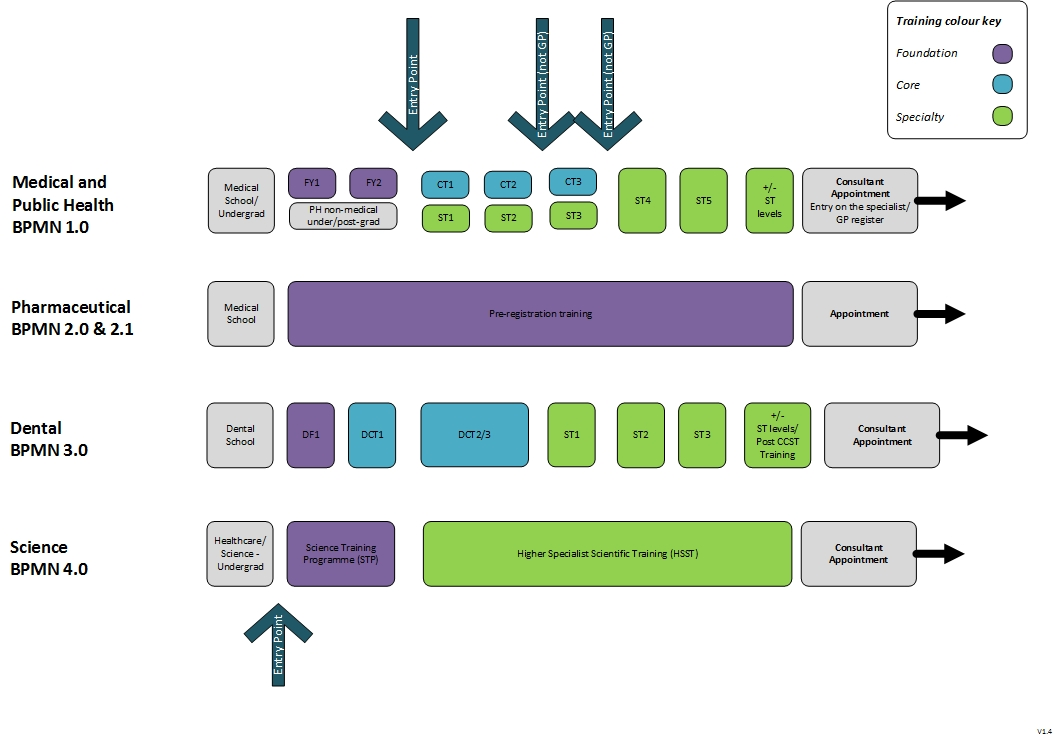 Training colour key
Foundation
Core
Specialty
Entry Point
Entry Point (not GP)
Entry Point (not GP)
Medical and
Public Health
BPMN 1.0
Medical
School/
Undergrad
FY1
FY2
PH non-medical
under/post-grad
CT1
CT2
CT3
ST1
ST2
ST3
ST4
ST5
+/-
ST
levels
Consultant
Appointment
Entry on the specialist/
GP register
Pharmaceutical
BPMN 2.0 & 2.1
Medical
School
Pre-registration training
Appointment
Dental
BPMN 3.0
Dental
School
DF1
DCT1
DCT2/3
ST1
ST2
ST3
+/-
ST levels/
Post CCST
Training
Consultant
Appointment
Science
BPMN 4.0
Healthcare/
Science -
Undergrad
Science Training
Programme (STP)
Higher Specialist Scientific Training (HSST)
Consultant
Appointment
Entry Point
V1.4